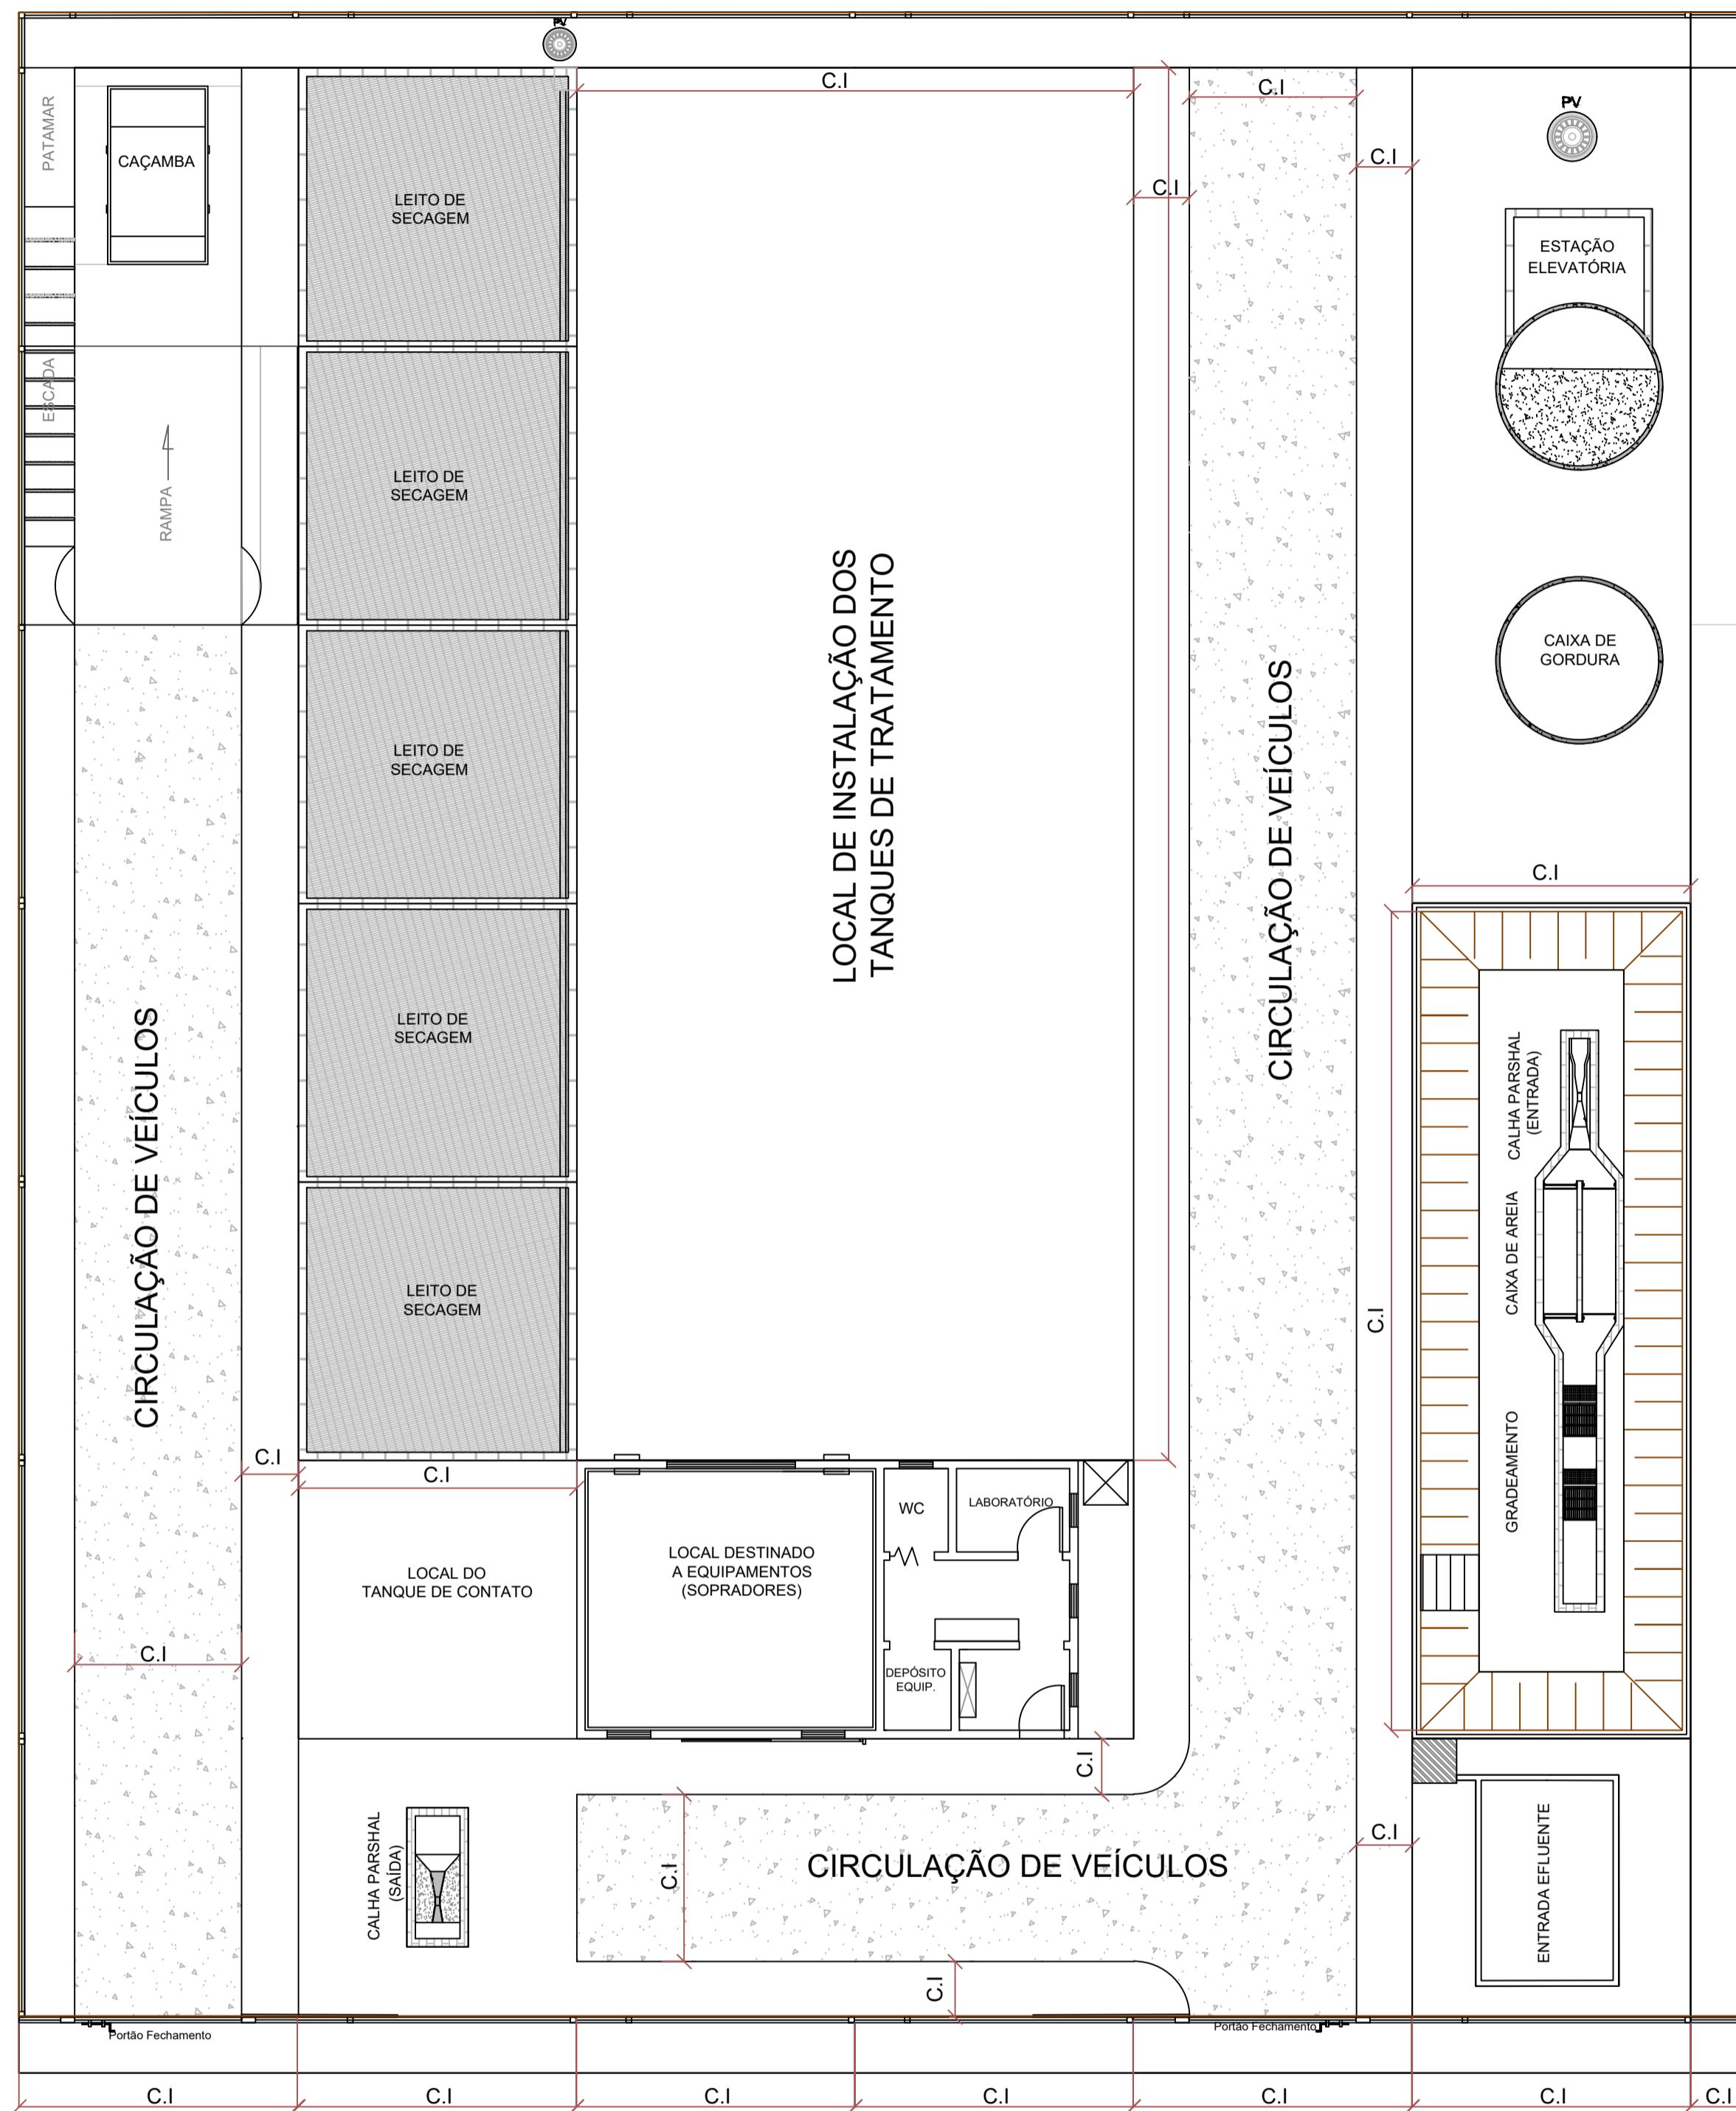 PV
C.I
C.I
PV
PATAMAR
CAÇAMBA
C.I
C.I
LEITO DE
SECAGEM
ESTAÇÃO
ELEVATÓRIA
ESCADA
RAMPA
LEITO DE
SECAGEM
LOCAL DE INSTALAÇÃO DOS
TANQUES DE TRATAMENTO
CIRCULAÇÃO DE VEÍCULOS
CAIXA DE
GORDURA
LEITO DE
SECAGEM
C.I
CIRCULAÇÃO DE VEÍCULOS
LEITO DE
SECAGEM
CALHA PARSHAL
(ENTRADA)
CAIXA DE AREIA
LEITO DE
SECAGEM
C.I
GRADEAMENTO
C.I
C.I
WC
LABORATÓRIO
LOCAL DO
TANQUE DE CONTATO
LOCAL DESTINADO
A EQUIPAMENTOS
(SOPRADORES)
C.I
DEPÓSITO
EQUIP.
C.I
CALHA PARSHAL
(SAÍDA)
C.I
CIRCULAÇÃO DE VEÍCULOS
C.I
ENTRADA EFLUENTE
C.I
Portão Fechamento
Portão Fechamento
C.I
C.I
C.I
C.I
C.I
C.I
C.I